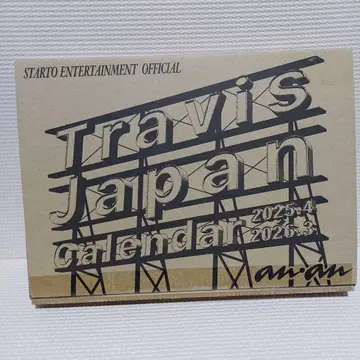 STARTO ENTERTAINMENT OFFICIAL
Travis
Japan
Calendar 2025.4
2026.3
an·an